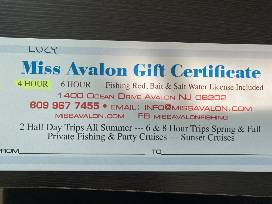 LUCY
Miss Avalon Gift Certificate
4 HOUR 6 HOUR Fishing Rod, Bait & Salt Water License Included
1400 OCEAN DRIVE AVALON NJ 08202
609 967 7455 • EMAIL: INFO@MISSAVALON.COM
MISSAVALON.COM FB MISSAVALONFISHING
2 Half Day Trips All Summer --- 6 & 8 Hour Trips Spring & Fall
Private Fishing & Party Cruises Sunset Cruises
FROM TO